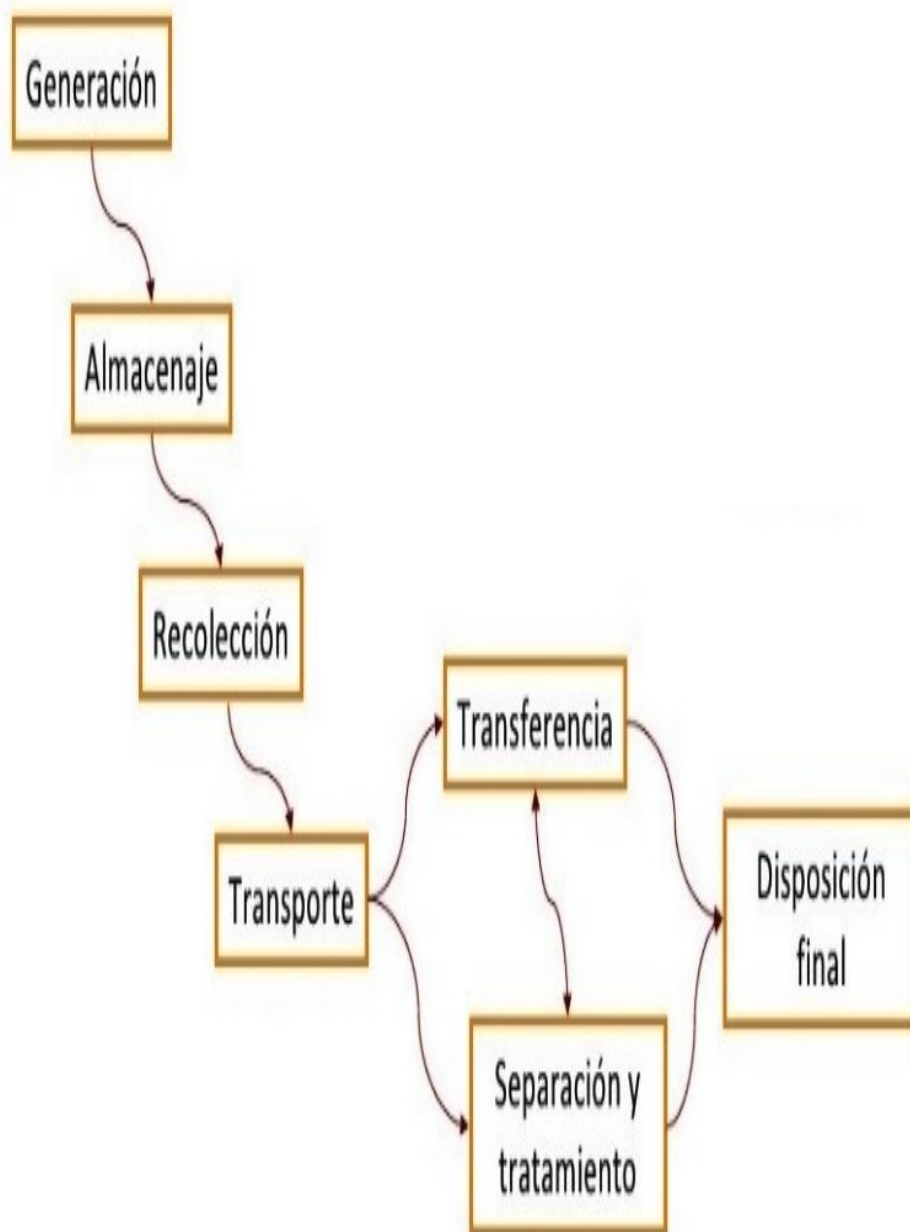 Generación
Almacenaje
Recolección
Transferencia
Transporte
Disposición
final
Separación y
tratamiento